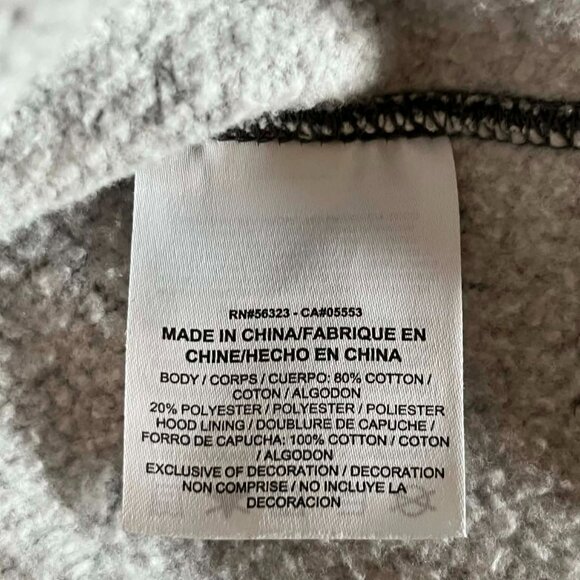 RN#56323 - CA#05553
MADE IN CHINA/FABRIQUE EN
CHINE/HECHO EN CHINA
BODY / CORPS / CUERPO: 80% COTTON /
COTON / ALGODON
20% POLYESTER / POLYESTER / POLIESTER
HOOD LINING / DOUBLURE DE CAPUCHE /
FORRO DE CAPUCHA: 100% COTTON / COTON
/ ALGODON
EXCLUSIVE OF DECORATION / DECORATION
NON COMPRISE / NO INCLUYE LA
DECORACION